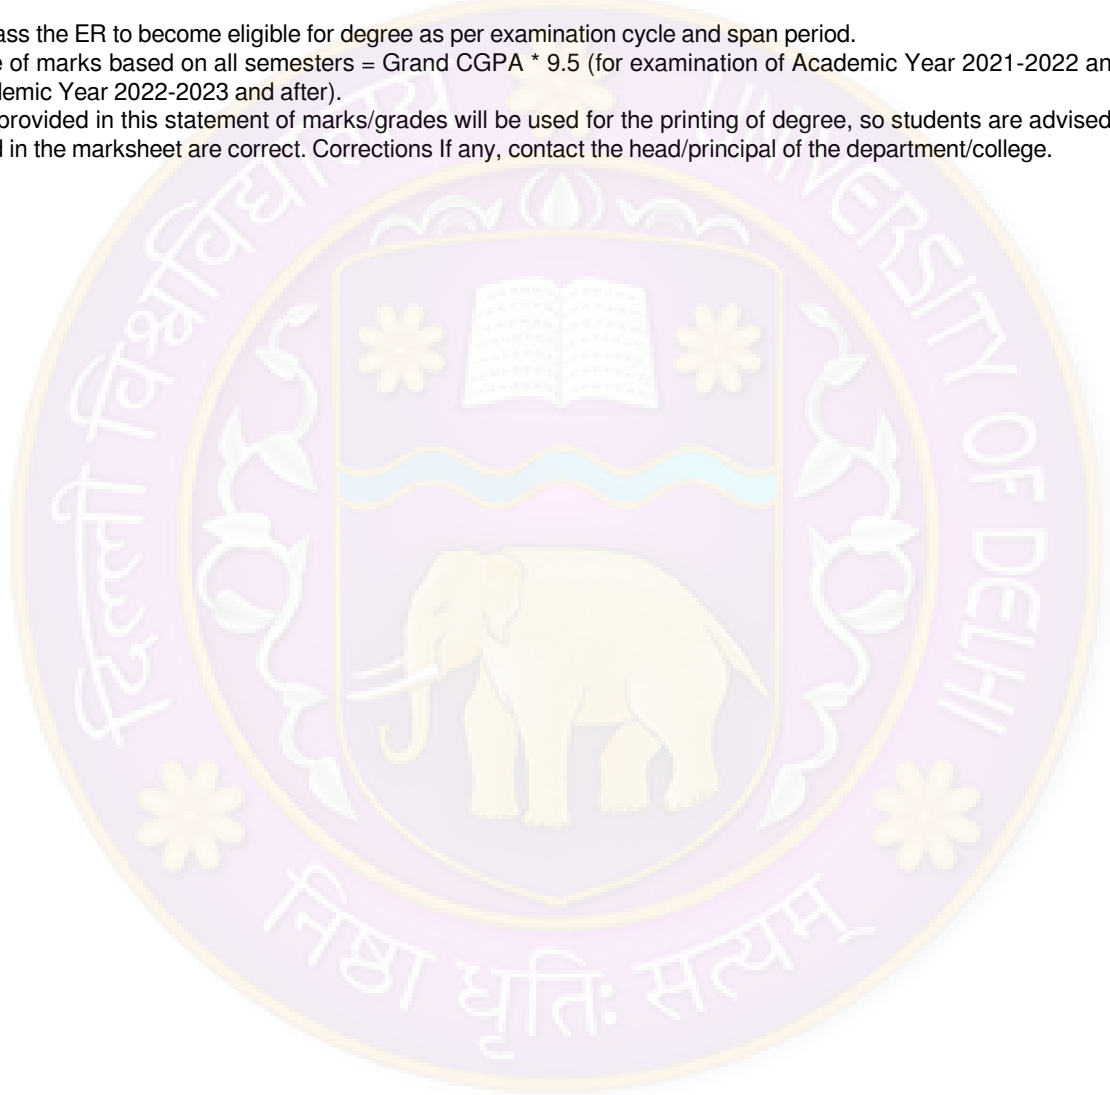 ass the ER to become eligible for degree as per examination cycle and span period.
e of marks based on all semesters = Grand CGPA * 9.5 (for examination of Academic Year 2021-2022 an
demic Year 2022-2023 and after).
provided in this statement of marks/grades will be used for the printing of degree, so students are advised
d in the marksheet are correct. Corrections If any, contact the head/principal of the department/college.
दिल्ली विश्वविद्यालय
UNIVERSITY OF DELHI
निष्ठा धृतिः सत्यम्